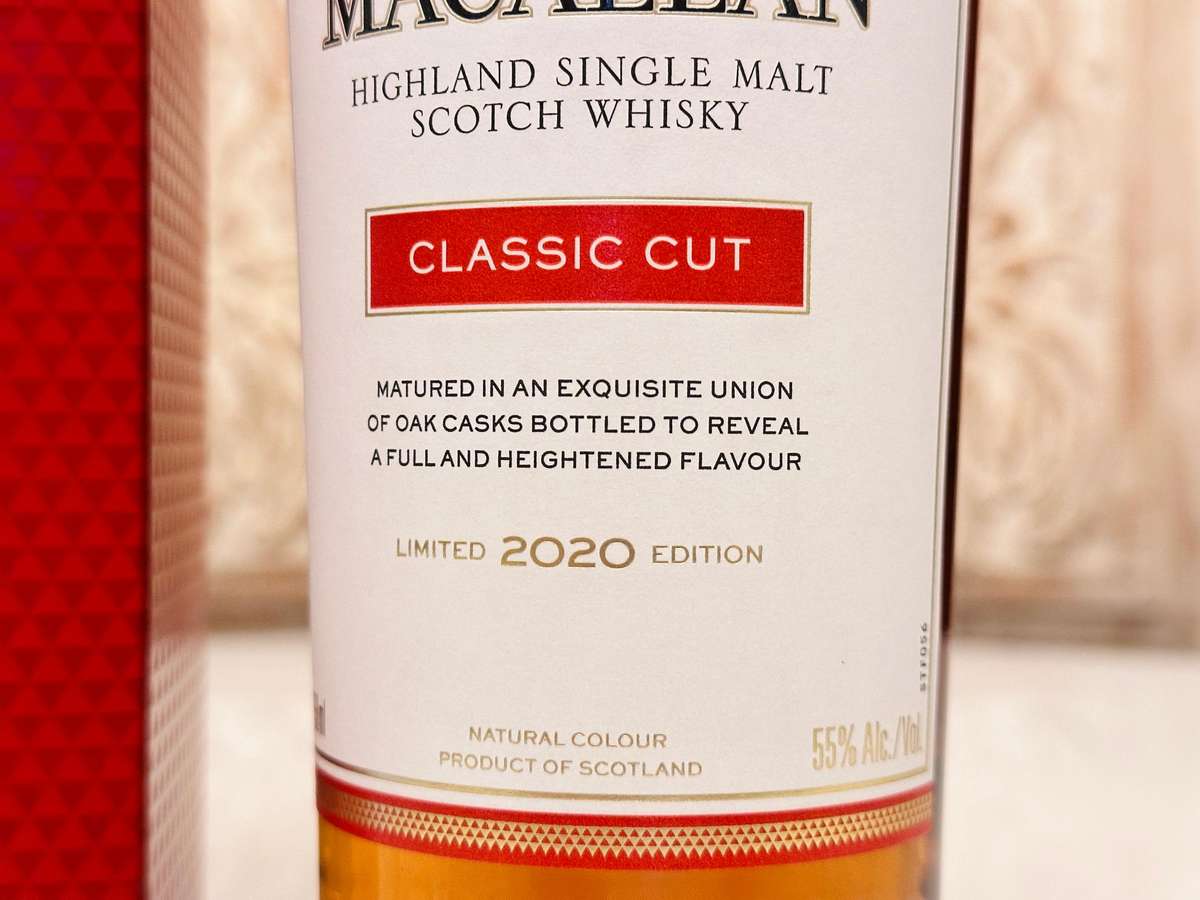 MACALLAN
HIGHLAND SINGLE MALT
SCOTCH WHISKY
CLASSIC CUT
MATURED IN AN EXQUISITE UNION
OF OAK CASKS BOTTLED TO REVEAL
A FULL AND HEIGHTENED FLAVOUR
LIMITED 2020 EDITION
NATURAL COLOUR
PRODUCT OF SCOTLAND
55% Alc./Vol.